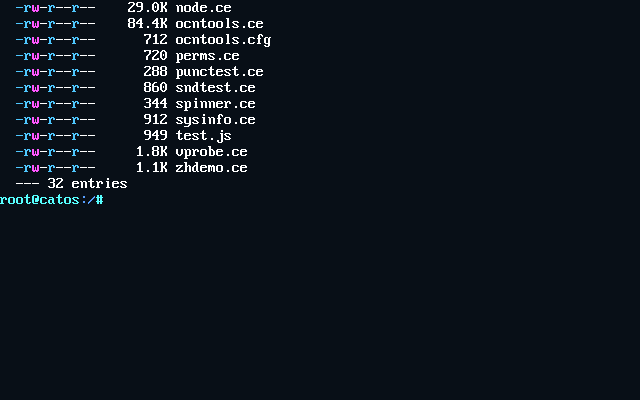 -rw-r--r-- 29.0K node.ce
-rw-r--r-- 84.4K ocntools.ce
-rw-r--r-- 712 ocntools.cfg
-rw-r--r-- 720 perms.ce
-rw-r--r-- 288 punctest.ce
-rw-r--r-- 860 sndtest.ce
-rw-r--r-- 344 spinner.ce
-rw-r--r-- 912 sysinfo.ce
-rw-r--r-- 949 test.js
-rw-r--r-- 1.8K vprobe.ce
-rw-r--r-- 1.1K zhdemo.ce
--- 32 entries
root@catos:/#